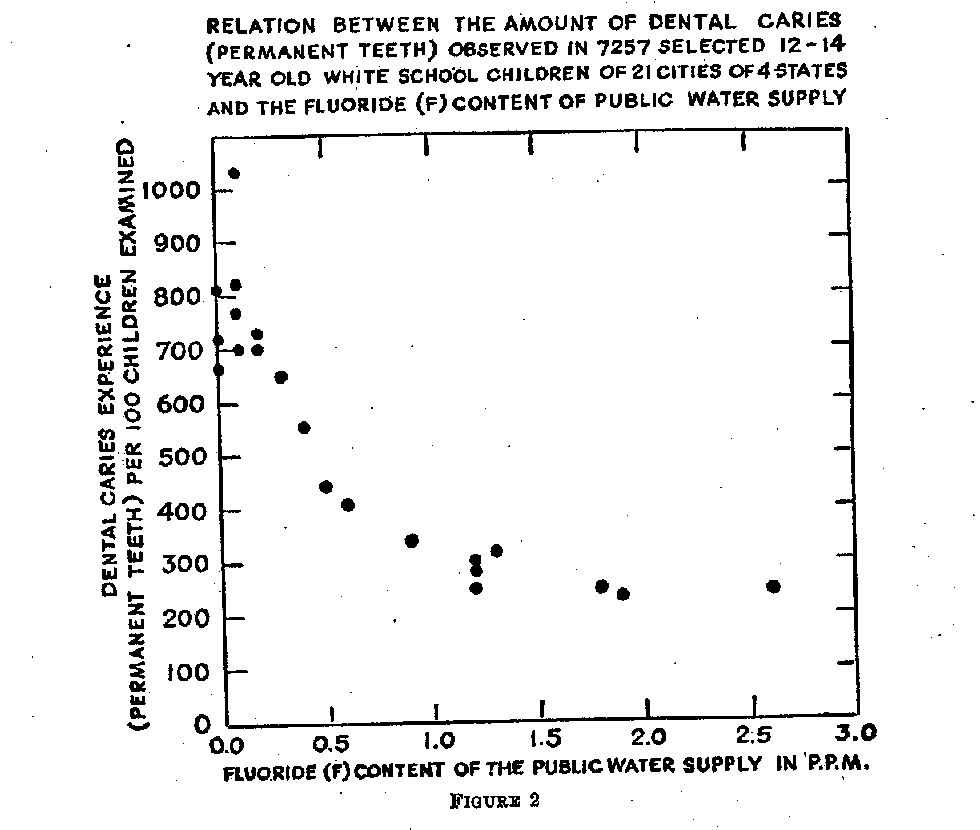 RELATION BETWEEN THE AMOUNT OF DENTAL CARIES
(PERMANENT TEETH) OBSERVED IN 7257 SELECTED 12-14
YEAR OLD WHITE SCHOOL CHILDREN OF 21 CITIES OF 4 STATES
AND THE FLUORIDE (F) CONTENT OF PUBLIC WATER SUPPLY
DENTAL CARIES EXPERIENCE
(PERMANENT TEETH) PER 100 CHILDREN EXAMINED
1000
900
800
700
600
500
400
300
200
100
0
0.0 0.5 1.0 1.5 2.0 2.5 3.0
FLUORIDE (F) CONTENT OF THE PUBLIC WATER SUPPLY IN P.P.M.
FIGURE 2